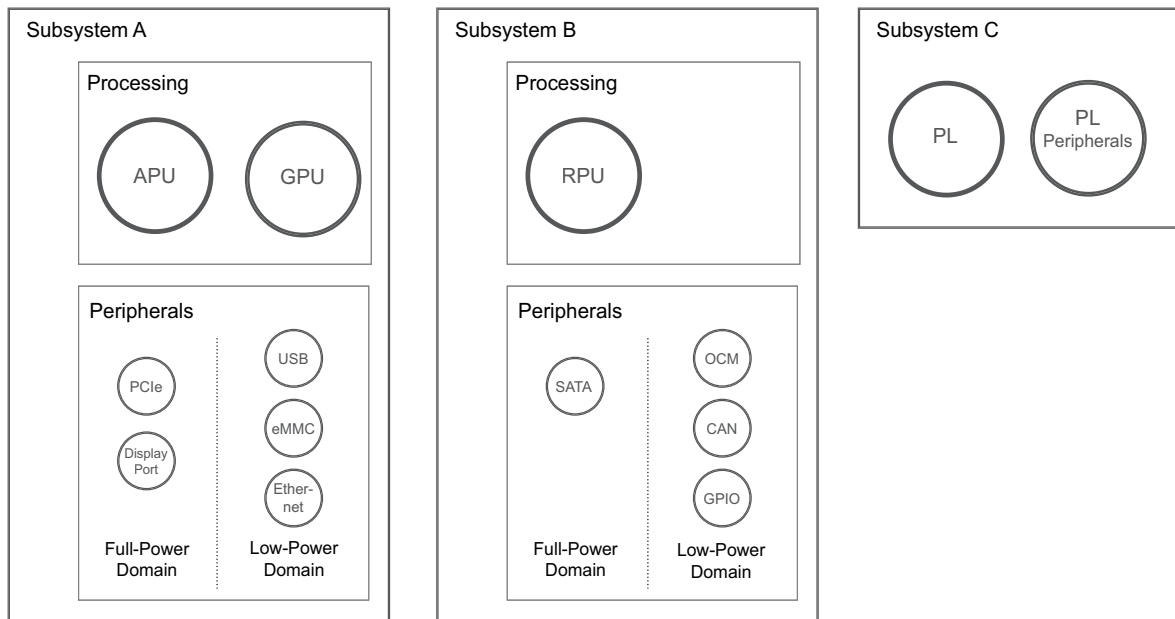 Subsystem A
Processing
APU
GPU
Peripherals
PCIe
Display
Port
USB
eMMC
Ether-
net
Full-Power
Domain
Low-Power
Domain
Subsystem B
Processing
RPU
Peripherals
SATA
OCM
CAN
GPIO
Full-Power
Domain
Low-Power
Domain
Subsystem C
PL
PL
Peripherals